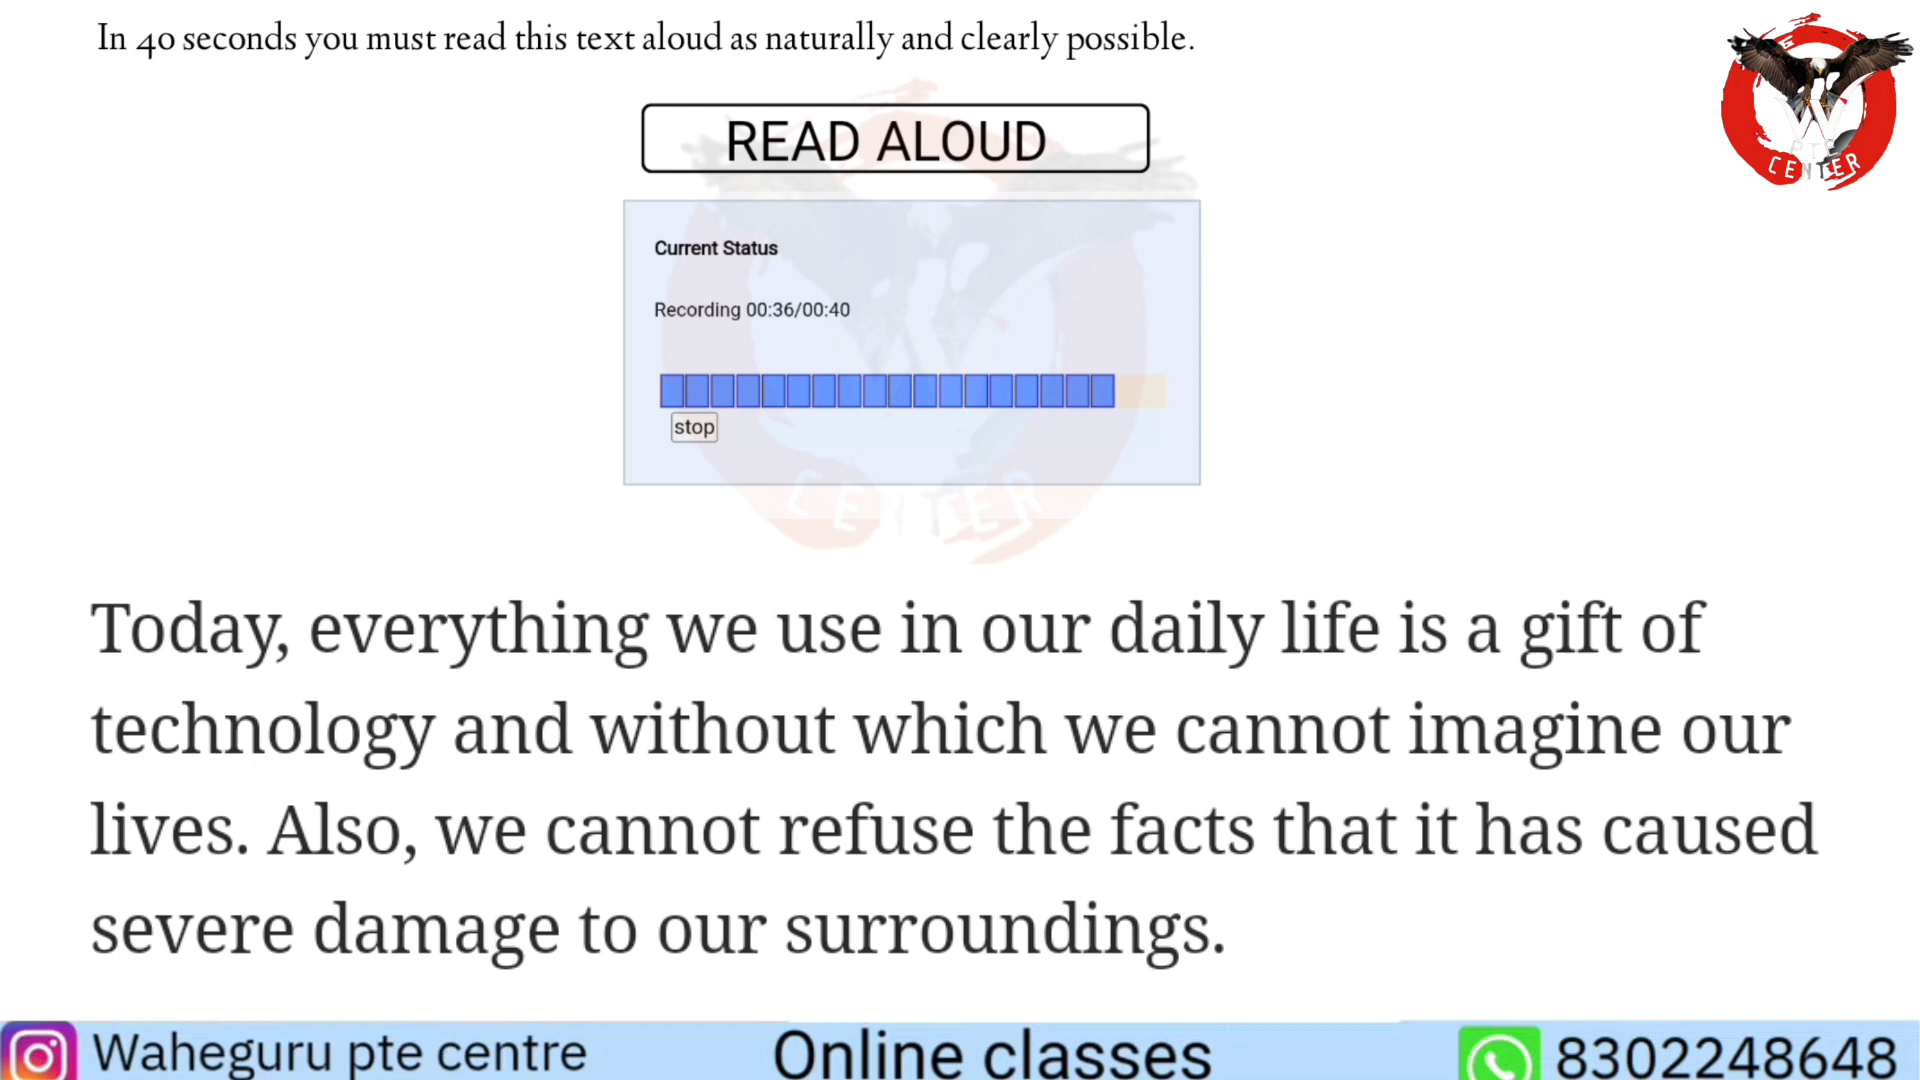 In 40 seconds you must read this text aloud as naturally and clearly possible.
READ ALOUD
Current Status
Recording 00:36/00:40
stop
Today, everything we use in our daily life is a gift of
technology and without which we cannot imagine our
lives. Also, we cannot refuse the facts that it has caused
severe damage to our surroundings.
Waheguru pte centre
Online classes
8302248648
W
PTE
CENTER